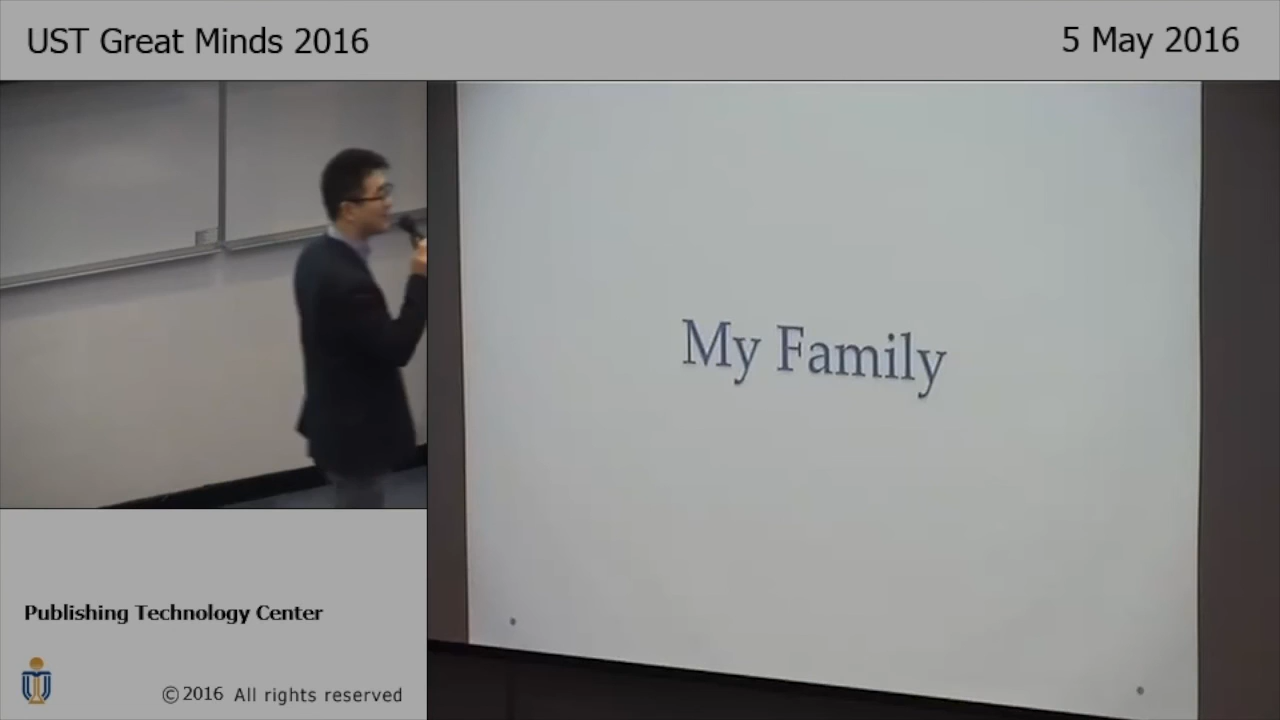 UST Great Minds 2016
5 May 2016
My Family
Publishing Technology Center
©2016 All rights reserved